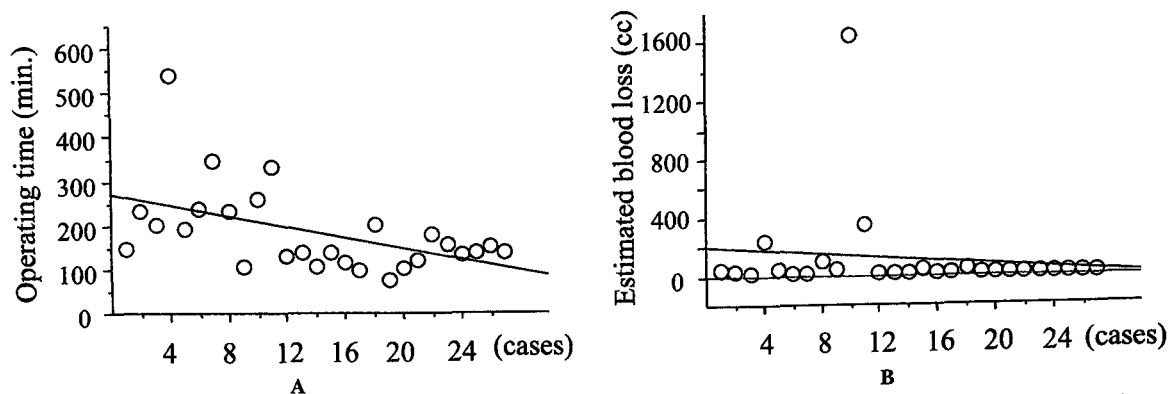 Operating time (min.)
600
500
400
300
200
100
0
4 8 12 16 20 24 (cases)
A
Estimated blood loss (cc)
1600
1200
800
400
0
4 8 12 16 20 24 (cases)
B